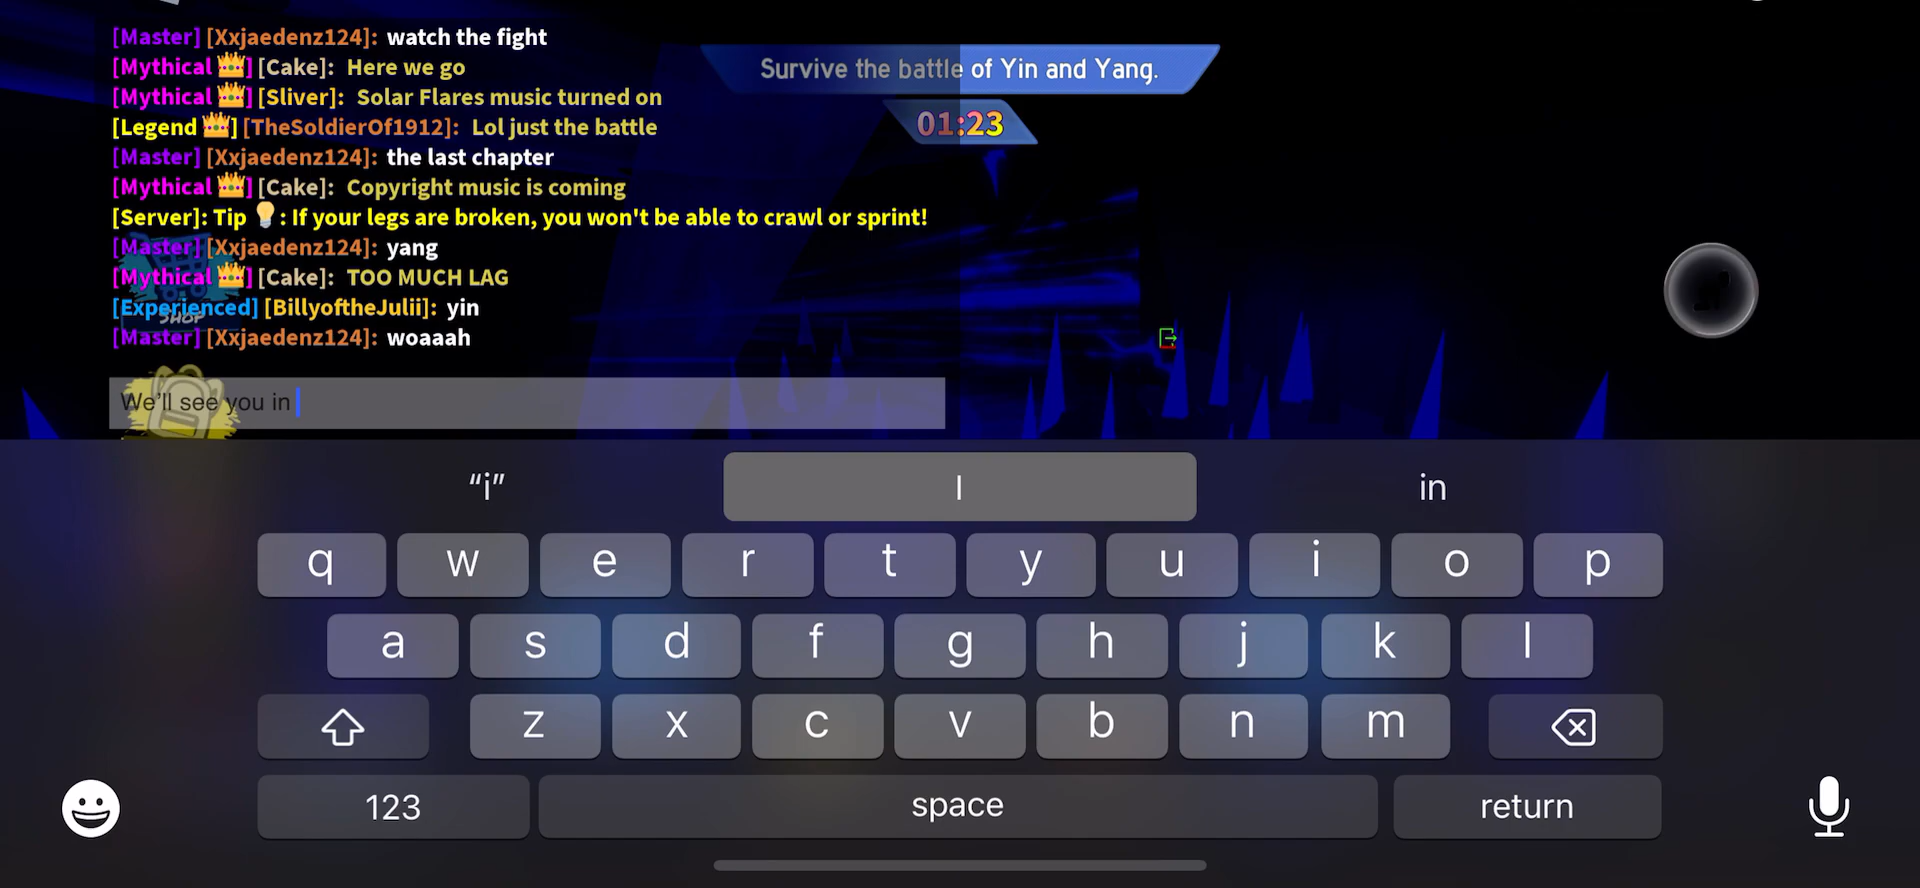 [Master] [Xxjaedenz124]: watch the fight
[Mythical 👑] [Cake]: Here we go
[Mythical 👑] [Sliver]: Solar Flares music turned on
[Legend 👑] [TheSoldierOf1912]: Lol just the battle
[Master] [Xxjaedenz124]: the last chapter
[Mythical 👑] [Cake]: Copyright music is coming
[Server]: Tip 💡: If your legs are broken, you won't be able to crawl or sprint!
[Master] [Xxjaedenz124]: yang
[Mythical 👑] [Cake]: TOO MUCH LAG
[Experienced] [BillyoftheJulii]: yin
SHOP
[Master] [Xxjaedenz124]: woaaah
Survive the battle of Yin and Yang.
01:23
We'll see you in
“i” I in
q w e r t y u i o p
a s d f g h j k l
z x c v b n m
123 space return